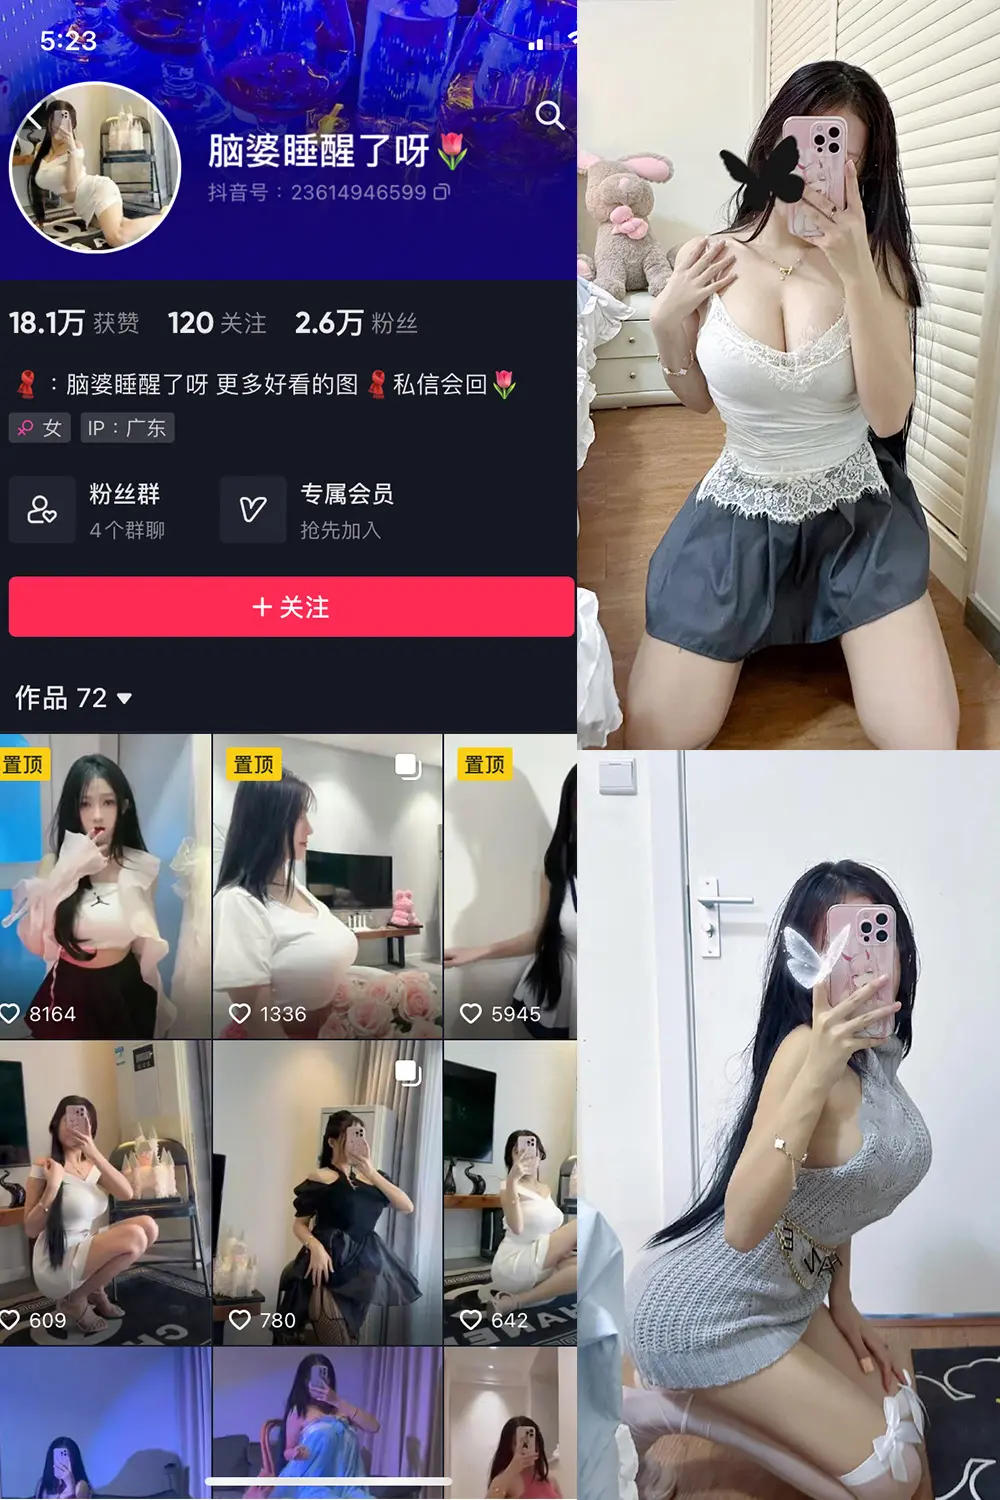 5:23
脑婆睡醒了呀🌷
抖音号：23614946599
18.1万 获赞 120 关注 2.6万 粉丝
🧣：脑婆睡醒了呀 更多好看的图🧣私信会回🌷
女 IP：广东
粉丝群 专属会员
4个群聊 抢先加入
+ 关注
作品 72
置顶 置顶 置顶
8164 1336 5945
609 780 642